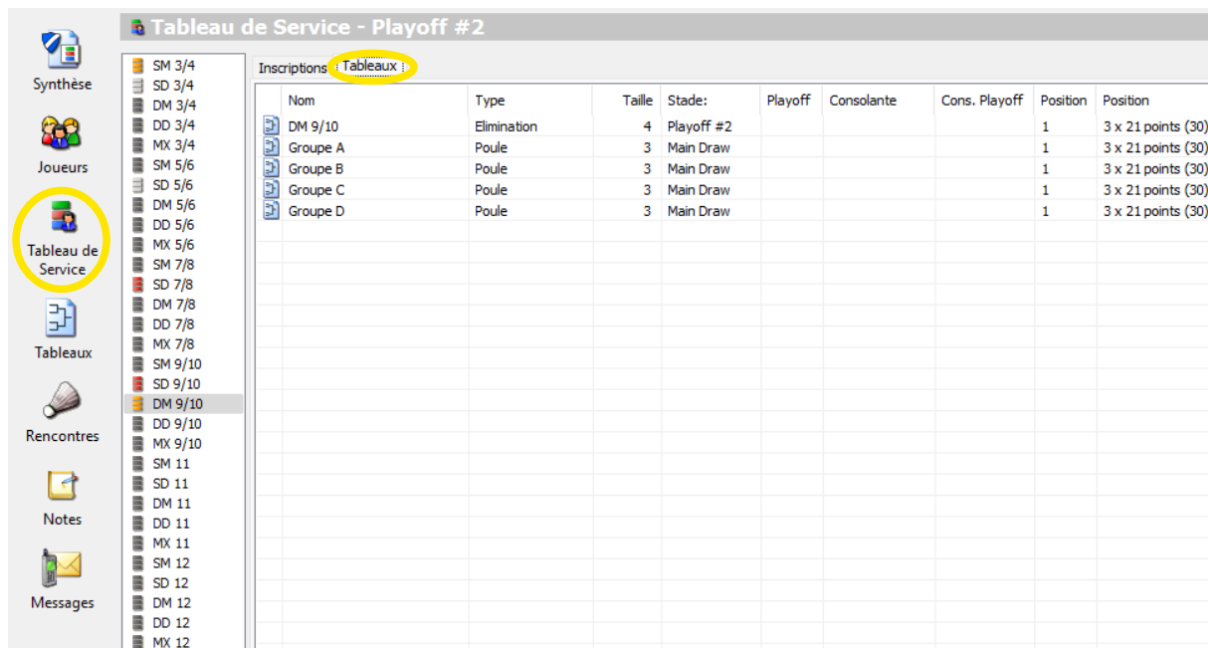 Tableau de Service - Playoff #2
Synthèse
Joueurs
Tableau de
Service
Tableaux
Rencontres
Notes
Messages
SM 3/4
SD 3/4
DM 3/4
DD 3/4
MX 3/4
SM 5/6
SD 5/6
DM 5/6
DD 5/6
MX 5/6
SM 7/8
SD 7/8
DM 7/8
DD 7/8
MX 7/8
SM 9/10
SD 9/10
DM 9/10
DD 9/10
MX 9/10
SM 11
SD 11
DM 11
DD 11
MX 11
SM 12
SD 12
DM 12
DD 12
MX 12
Inscriptions Tableaux
Nom Type Taille Stade: Playoff Consolante Cons. Playoff Position Position
DM 9/10 Elimination 4 Playoff #2 1 3 x 21 points (30)
Groupe A Poule 3 Main Draw 1 3 x 21 points (30)
Groupe B Poule 3 Main Draw 1 3 x 21 points (30)
Groupe C Poule 3 Main Draw 1 3 x 21 points (30)
Groupe D Poule 3 Main Draw 1 3 x 21 points (30)